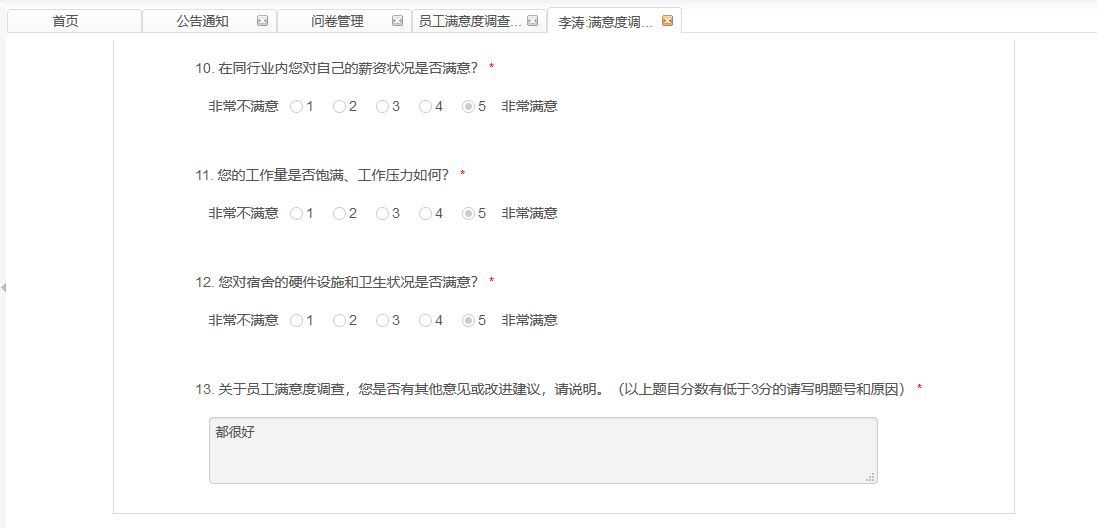 首页 公告通知 问卷管理 员工满意度调查... 李涛:满意度调...
10. 在同行业内您对自己的薪资状况是否满意? *
非常不满意 1 2 3 4 5 非常满意
11. 您的工作量是否饱满、工作压力如何? *
非常不满意 1 2 3 4 5 非常满意
12. 您对宿舍的硬件设施和卫生状况是否满意? *
非常不满意 1 2 3 4 5 非常满意
13. 关于员工满意度调查，您是否有其他意见或改进建议，请说明。（以上题目分数有低于3分的请写明题号和原因） *
都很好